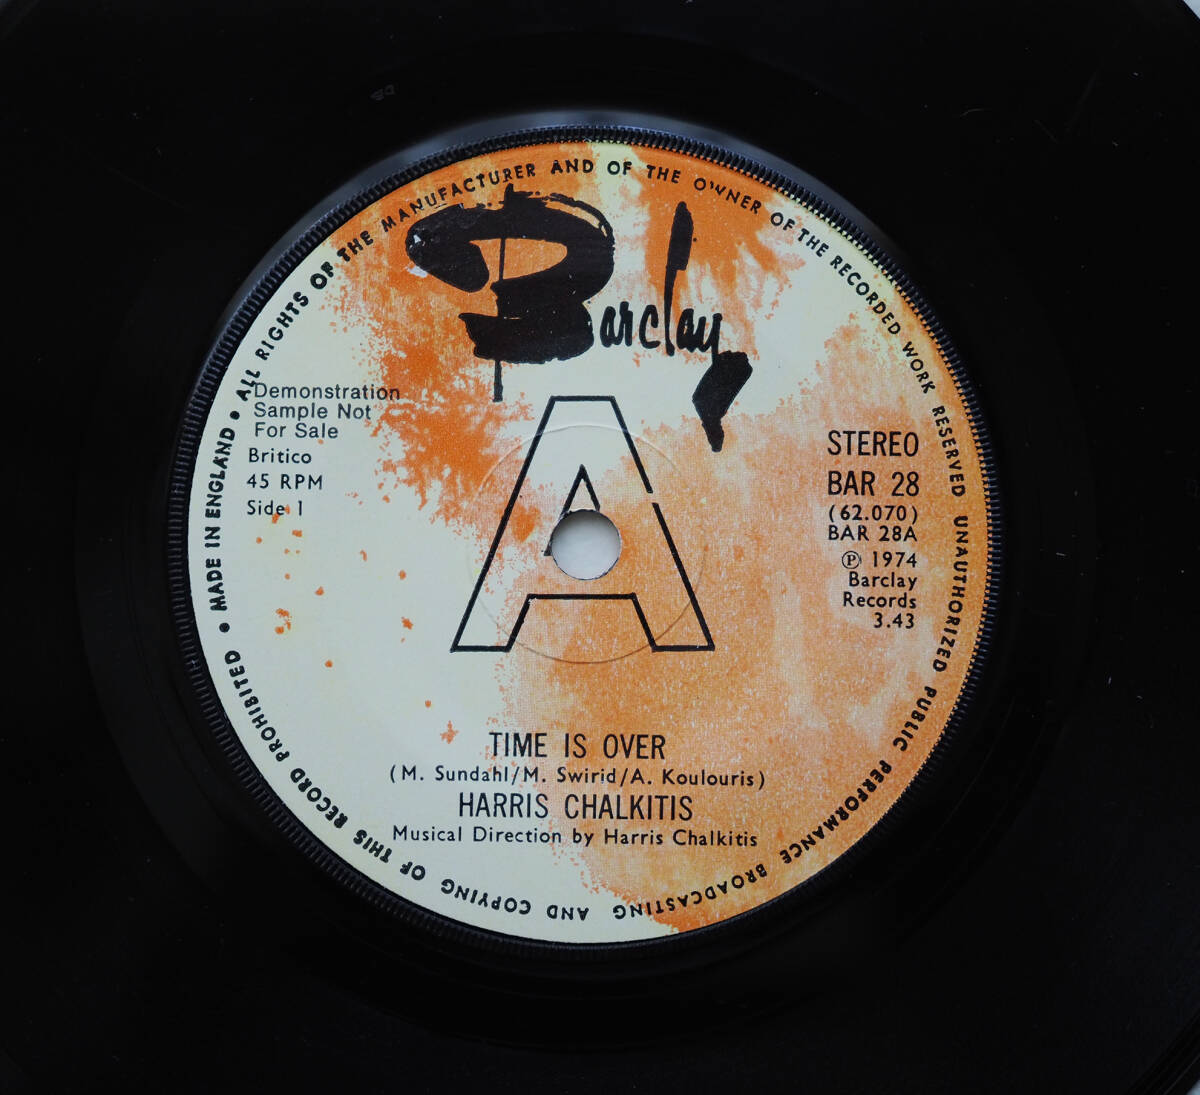 ALL RIGHTS OF THE MANUFACTURER AND OF THE OWNER OF THE RECORDED WORK RESERVED UNAUTHORIZED PUBLIC PERFORMANCE BROADCASTING AND COPYING OF THIS RECORD PROHIBITED • MADE IN ENGLAND •
Barclay
Demonstration
Sample Not
For Sale
Britico
45 RPM
Side 1
A
STEREO
BAR 28
(62.070)
BAR 28A
℗ 1974
Barclay
Records
3.43
TIME IS OVER
(M. Sundahl/M. Swirid/A. Koulouris)
HARRIS CHALKITIS
Musical Direction by Harris Chalkitis